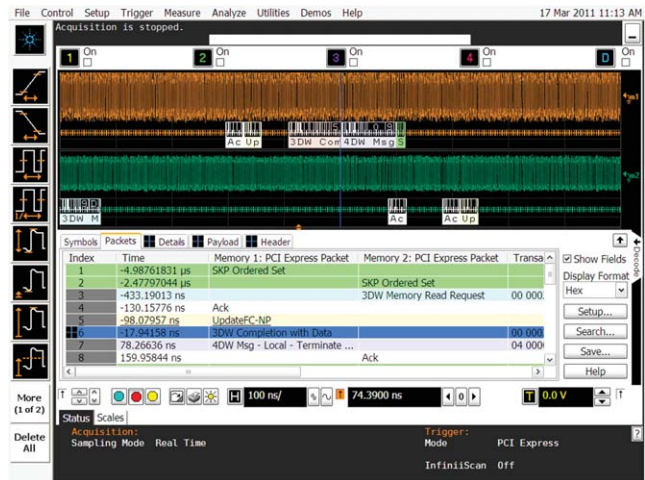 File Control Setup Trigger Measure Analyze Utilities Demos Help 17 Mar 2011 11:13 AM
Acquisition is stopped.
1 On 2 On 3 On 4 On D On
m1
Ac Up 3DW Com 4DW Msg S
m2
3DW M Ac Ac Up
Symbols Packets Details Payload Header
Decode
Index Time Memory 1: PCI Express Packet Memory 2: PCI Express Packet Transa
1 -4.98761831 µs SKP Ordered Set
2 -2.47797044 µs SKP Ordered Set
3 -433.19013 ns 3DW Memory Read Request 00 000
4 -130.15776 ns Ack
5 -98.07957 ns UpdateFC-NP
6 -17.94158 ns 3DW Completion with Data 00 000
7 78.26636 ns 4DW Msg - Local - Terminate ... 04 000
8 159.95844 ns Ack
Show Fields
Display Format
Hex
Setup...
Search...
Save...
Help
More
(1 of 2)
Delete
All
H 100 ns/ 74.3900 ns 0 T 0.0 V
Status Scales
Acquisition: Trigger:
Sampling Mode Real Time Mode PCI Express
InfiniiScan Off